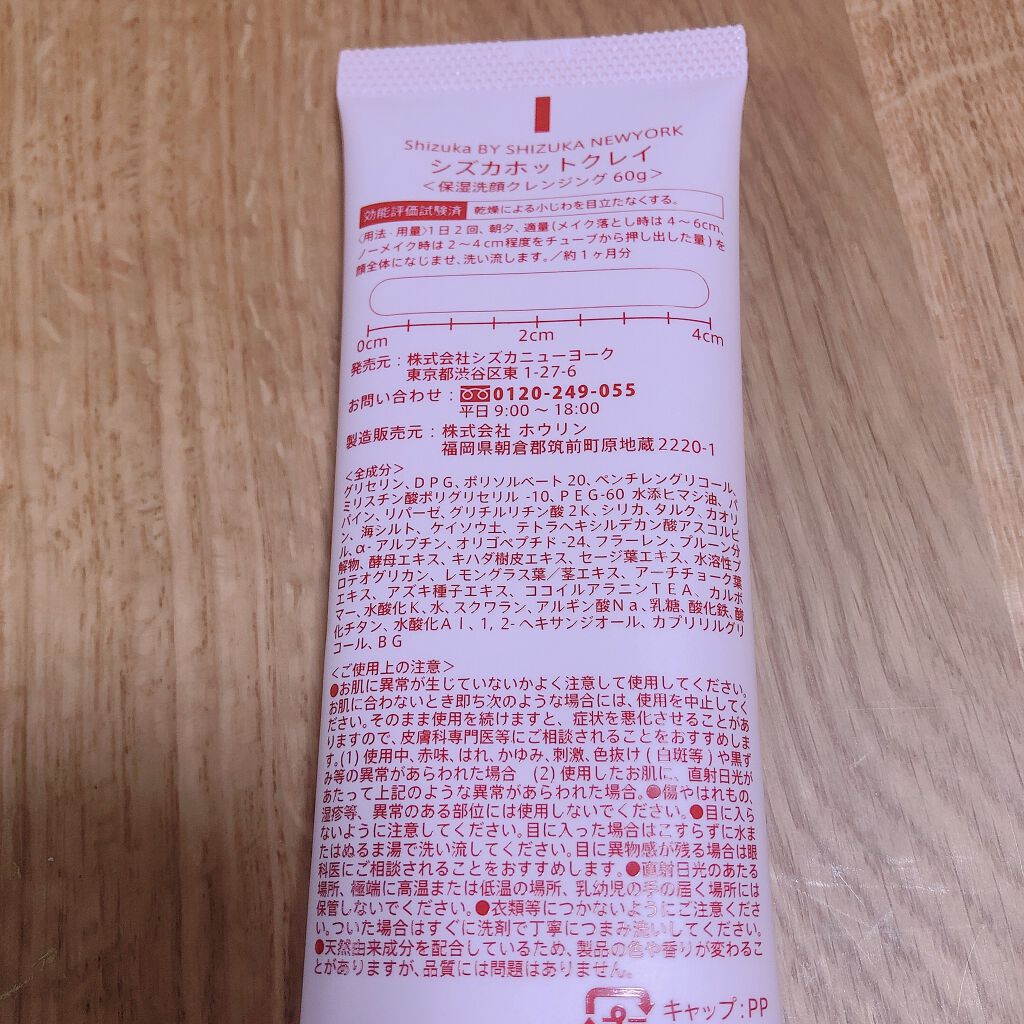 Shizuka BY SHIZUKA NEWYORK
シズカホットクレイ
＜保湿洗顔クレンジング 60g＞
効能評価試験済 乾燥による小じわを目立たなくする。
〈用法・用量〉1日2回、朝夕、適量(メイク落とし時は4〜6cm、
ノーメイク時は2〜4cm程度をチューブから押し出した量)を
顔全体になじませ、洗い流します。／約1ヶ月分
0cm 2cm 4cm
発売元：株式会社シズカニューヨーク
東京都渋谷区東1-27-6
お問い合わせ：0120-249-055
平日 9:00〜18:00
製造販売元：株式会社 ホウリン
福岡県朝倉郡筑前町原地蔵2220-1
＜全成分＞
グリセリン、DPG、ポリソルベート20、ペンチレングリコール、
ミリスチン酸ポリグリセリル-10、PEG-60 水添ヒマシ油、パ
パイン、リパーゼ、グリチルリチン酸2K、シリカ、タルク、カオリ
ン、海シルト、ケイソウ土、テトラヘキシルデカン酸アスコルビ
ル、α-アルブチン、オリゴペプチド-24、フラーレン、プルーン分
解物、酵母エキス、キハダ樹皮エキス、セージ葉エキス、水溶性プ
ロテオグリカン、レモングラス葉／茎エキス、アーチチョーク葉
エキス、アズキ種子エキス、ココイルアラニンTEA、カルボ
マー、水酸化K、水、スクワラン、アルギン酸Na、乳糖、酸化鉄、酸
化チタン、水酸化Al、1,2-ヘキサンジオール、カプリリルグリ
コール、BG
＜ご使用上の注意＞
●お肌に異常が生じていないかよく注意して使用してください。
お肌に合わないとき即ち次のような場合には、使用を中止してく
ださい。そのまま使用を続けますと、症状を悪化させることがあ
りますので、皮膚科専門医等にご相談されることをおすすめしま
す。(1)使用中、赤味、はれ、かゆみ、刺激、色抜け(白斑等)や黒ず
み等の異常があらわれた場合 (2)使用したお肌に、直射日光が
あたって上記のような異常があらわれた場合。●傷やはれもの、
湿疹等、異常のある部位には使用しないでください。●目に入ら
ないように注意してください。目に入った場合はこすらずに水ま
たはぬるま湯で洗い流してください。目に異物感が残る場合は眼
科医にご相談されることをおすすめします。●直射日光のあたる
場所、極端に高温または低温の場所、乳幼児の手の届く場所には
保管しないでください。●衣類等につかないようにご注意くださ
い。ついた場合はすぐに洗剤で丁寧につまみ洗いしてください。
●天然由来成分を配合しているため、製品の色や香りが変わるこ
とがありますが、品質には問題はありません。
プ
キャップ：PP